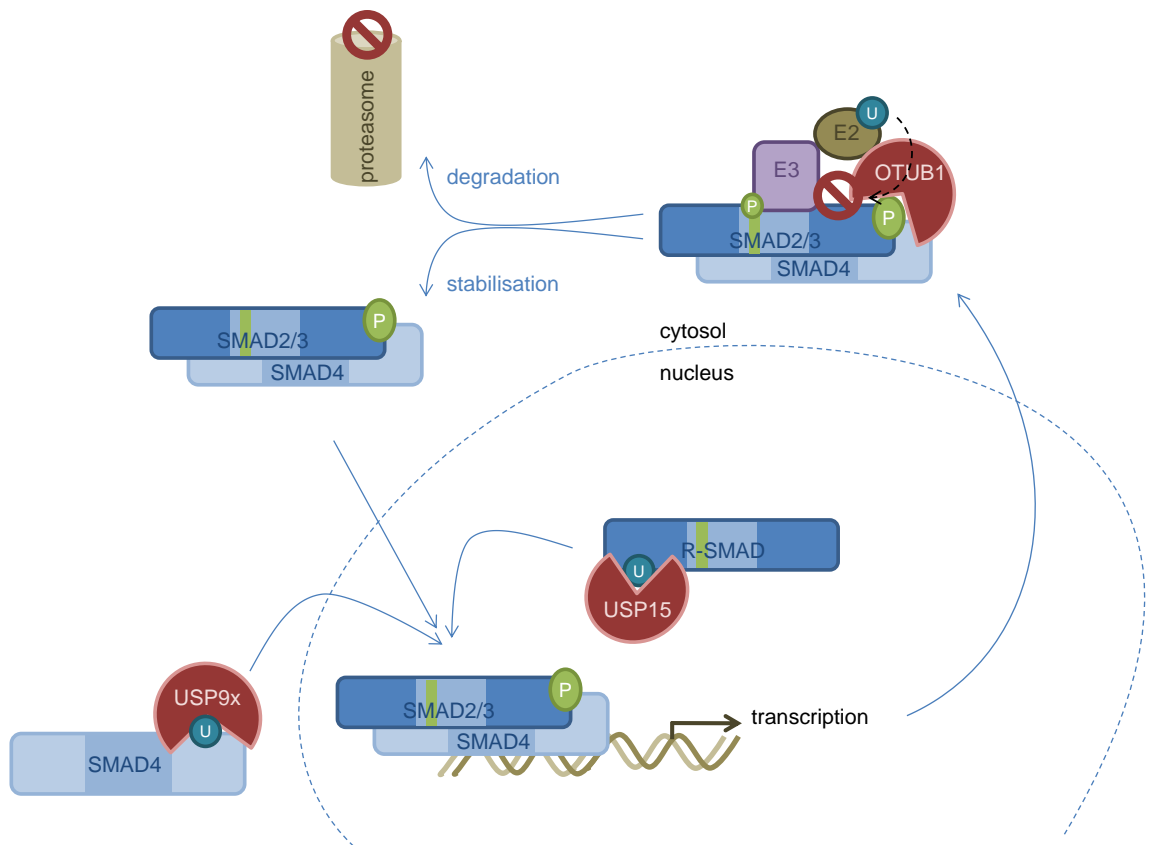 proteasome
U
E2
E3
OTUB1
P
P
SMAD2/3
SMAD4
degradation
stabilisation
P
SMAD2/3
SMAD4
cytosol
nucleus
R-SMAD
U
USP15
USP9x
U
SMAD4
P
SMAD2/3
SMAD4
transcription